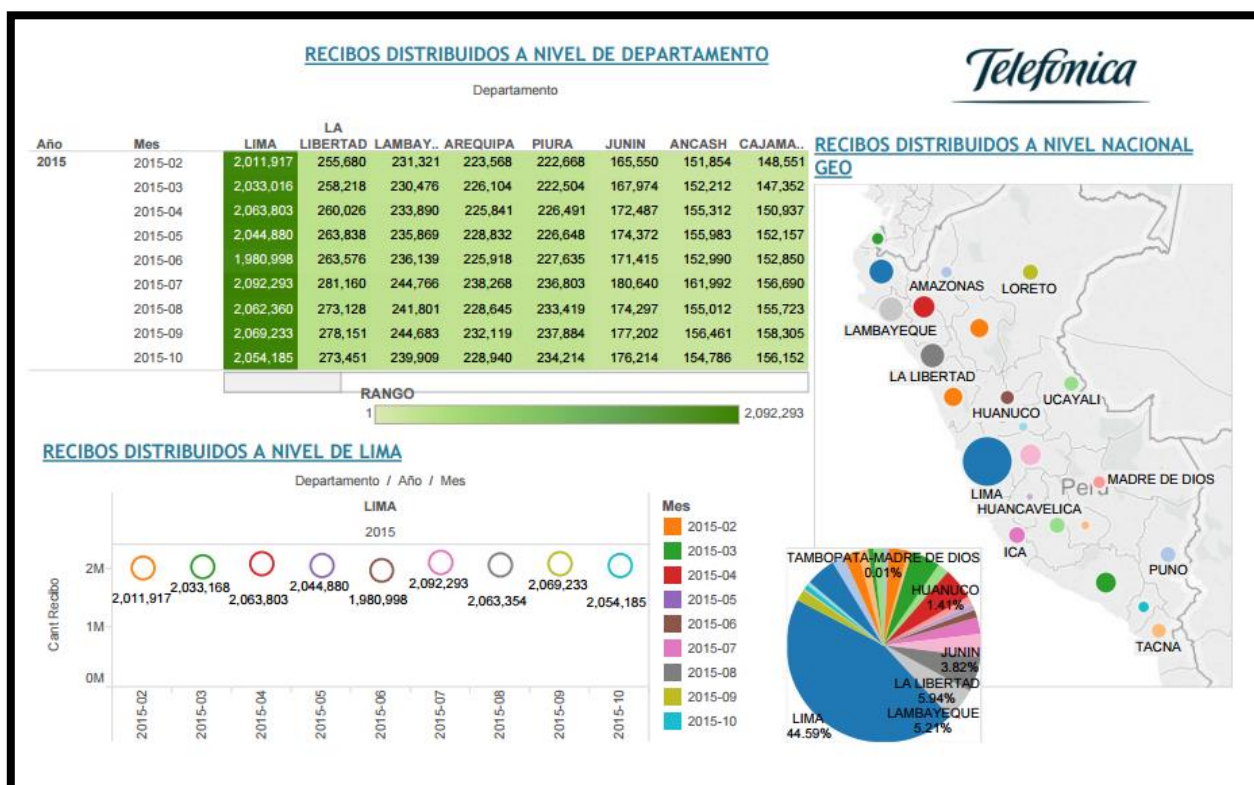 RECIBOS DISTRIBUIDOS A NIVEL DE DEPARTAMENTO
Telefónica
Departamento
Año Mes LIMA LA LIBERTAD LAMBAY.. AREQUIPA PIURA JUNIN ANCASH CAJAMA..
2015 2015-02 2,011,917 255,680 231,321 223,568 222,668 165,550 151,854 148,551
2015-03 2,033,016 258,218 230,476 226,104 222,504 167,974 152,212 147,352
2015-04 2,063,803 260,026 233,890 225,841 226,491 172,487 155,312 150,937
2015-05 2,044,880 263,838 235,869 228,832 226,648 174,372 155,983 152,157
2015-06 1,980,998 263,576 236,139 225,918 227,635 171,415 152,990 152,850
2015-07 2,092,293 281,160 244,766 238,268 236,803 180,640 161,992 156,690
2015-08 2,062,360 273,128 241,801 228,645 233,419 174,297 155,012 155,723
2015-09 2,069,233 278,151 244,683 232,119 237,884 177,202 156,461 158,305
2015-10 2,054,185 273,451 239,909 228,940 234,214 176,214 154,786 156,152
RANGO
1 2,092,293
RECIBOS DISTRIBUIDOS A NIVEL NACIONAL
GEO
AMAZONAS
LORETO
LAMBAYEQUE
LA LIBERTAD
UCAYALI
HUANUCO
LIMA
MADRE DE DIOS
Perú
HUANCAVELICA
ICA
PUNO
TACNA
RECIBOS DISTRIBUIDOS A NIVEL DE LIMA
Departamento / Año / Mes
LIMA
2015
Cant Recibo
2M
1M
0M
2,011,917
2,033,168
2,063,803
2,044,880
1,980,998
2,092,293
2,063,354
2,069,233
2,054,185
2015-02
2015-03
2015-04
2015-05
2015-06
2015-07
2015-08
2015-09
2015-10
Mes
2015-02
2015-03
2015-04
2015-05
2015-06
2015-07
2015-08
2015-09
2015-10
TAMBOPATA-MADRE DE DIOS
0.01%
HUANUCO
1.41%
JUNIN
3.82%
LA LIBERTAD
5.94%
LAMBAYEQUE
5.21%
LIMA
44.59%